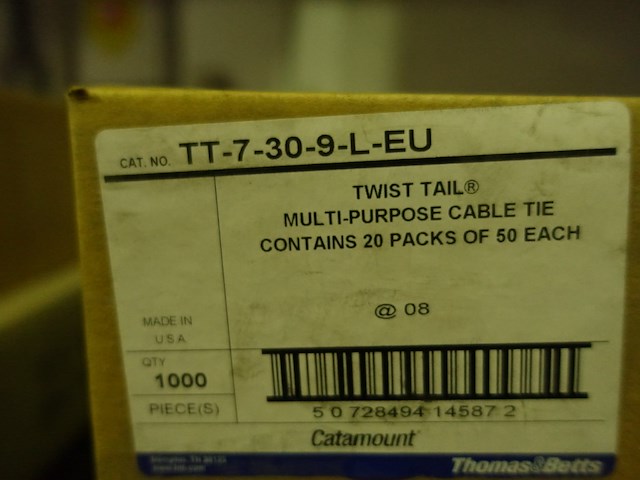 CAT. NO. TT-7-30-9-L-EU
TWIST TAIL®
MULTI-PURPOSE CABLE TIE
CONTAINS 20 PACKS OF 50 EACH
@ 08
MADE IN
U S A
QTY
1000
PIECE(S)
5 0 728494 14587 2
Catamount
Thomas&Betts